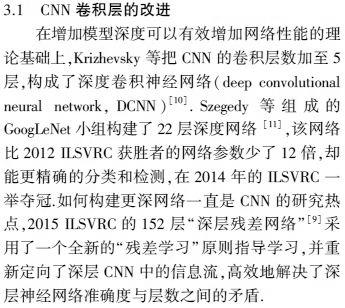 3.1 CNN 卷积层的改进
在增加模型深度可以有效增加网络性能的理
论基础上,Krizhevsky 等把 CNN 的卷积层数加至 5
层,构成了深度卷积神经网络(deep convolutional
neural network, DCNN)[10]. Szegedy 等组成的
GoogLeNet 小组构建了 22 层深度网络 [11],该网络
比 2012 ILSVRC 获胜者的网络参数少了 12 倍,却
能更精确的分类和检测,在 2014 年的 ILSVRC 一
举夺冠.如何构建更深网络一直是 CNN 的研究热
点,2015 ILSVRC 的 152 层“深层残差网络”[9]采
用了一个全新的“残差学习”原则指导学习,并重
新定向了深层 CNN 中的信息流,高效地解决了深
层神经网络准确度与层数之间的矛盾.